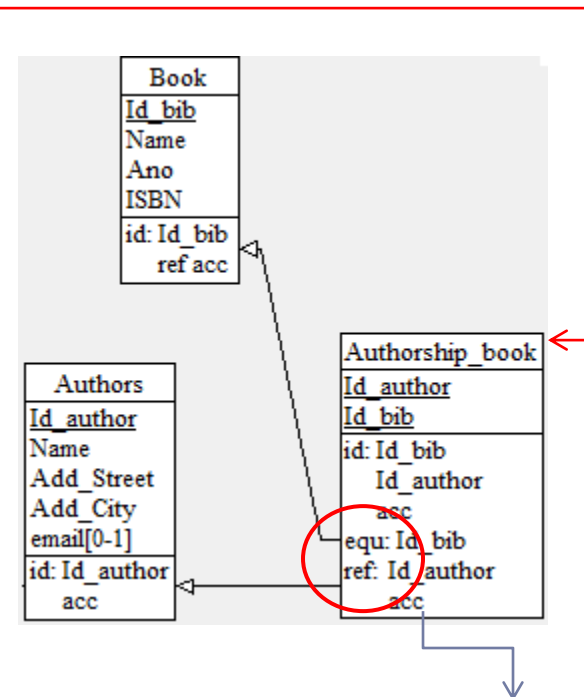 Book
Id_bib
Name
Ano
ISBN
id: Id_bib
ref acc
Authors
Id_author
Name
Add_Street
Add_City
email[0-1]
id: Id_author
acc
Authorship_book
Id_author
Id_bib
id: Id_bib
Id_author
acc
equ: Id_bib
ref: Id_author
acc